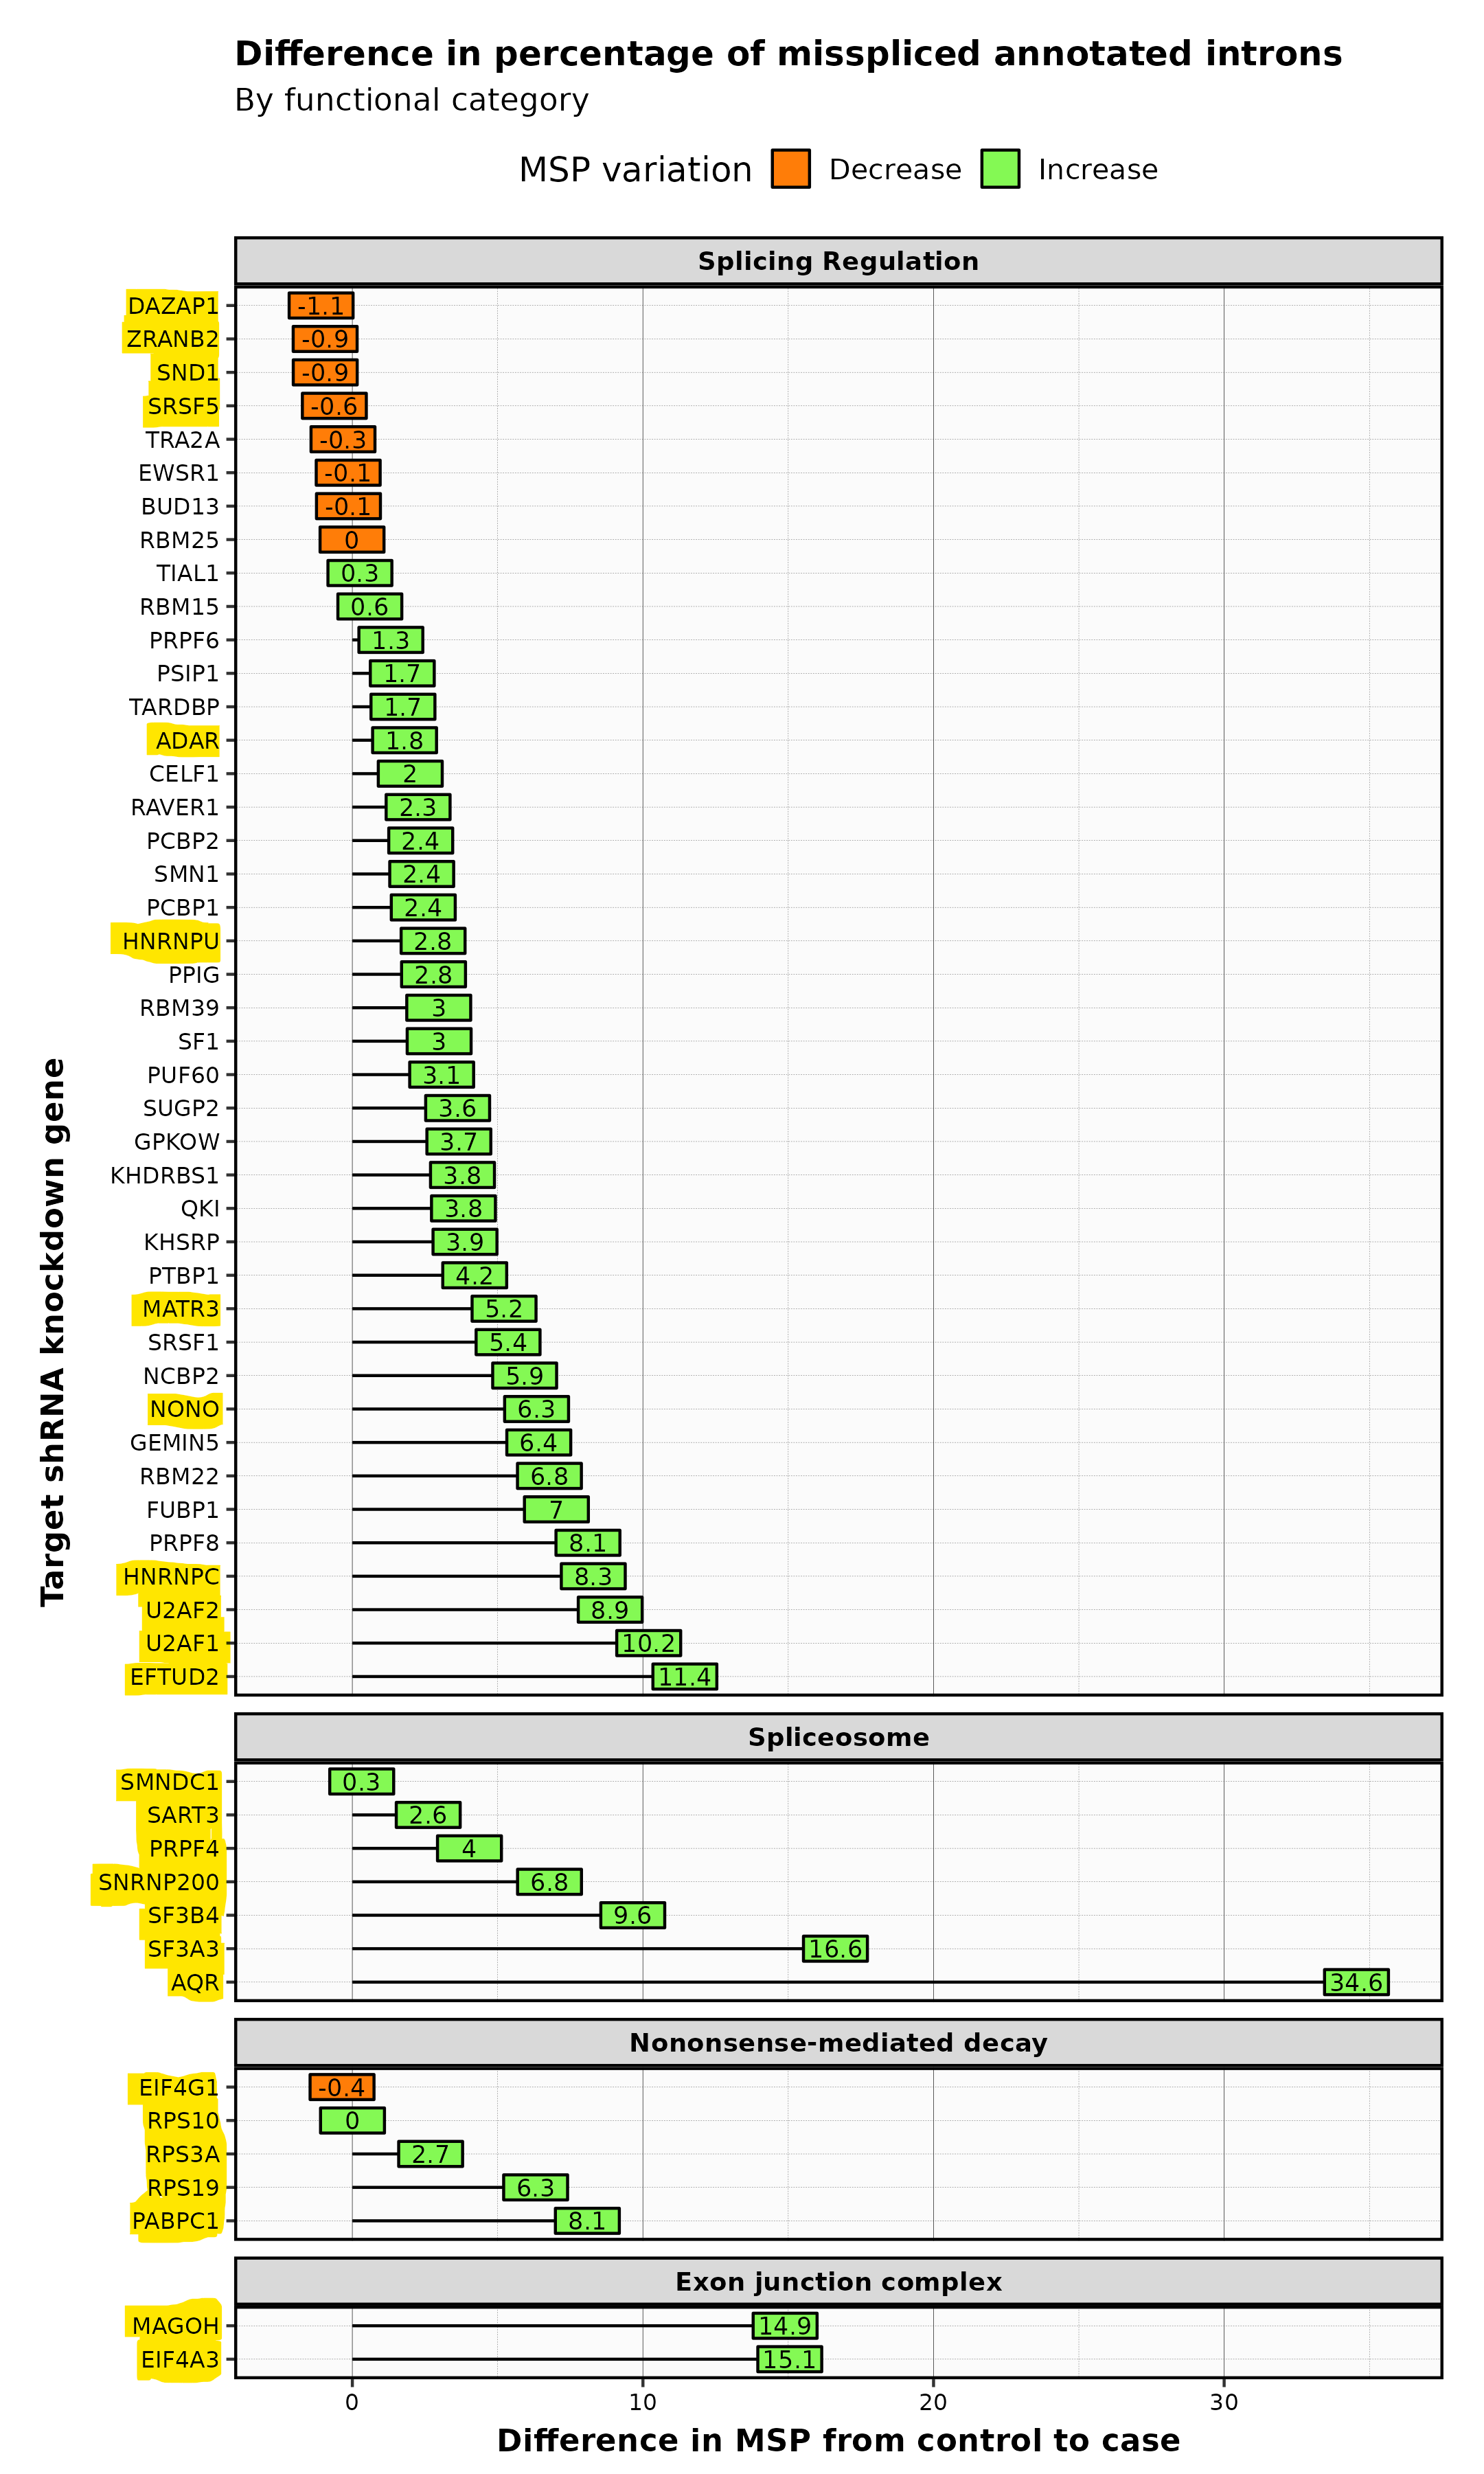 Difference in percentage of misspliced annotated introns
By functional category
MSP variation Decrease Increase
Splicing Regulation
DAZAP1 -1.1
ZRANB2 -0.9
SND1 -0.9
SRSF5 -0.6
TRA2A -0.3
EWSR1 -0.1
BUD13 -0.1
RBM25 0
TIAL1 0.3
RBM15 0.6
PRPF6 1.3
PSIP1 1.7
TARDBP 1.7
ADAR 1.8
CELF1 2
RAVER1 2.3
PCBP2 2.4
SMN1 2.4
PCBP1 2.4
HNRNPU 2.8
PPIG 2.8
RBM39 3
SF1 3
PUF60 3.1
SUGP2 3.6
GPKOW 3.7
KHDRBS1 3.8
QKI 3.8
KHSRP 3.9
PTBP1 4.2
MATR3 5.2
SRSF1 5.4
NCBP2 5.9
NONO 6.3
GEMIN5 6.4
RBM22 6.8
FUBP1 7
PRPF8 8.1
HNRNPC 8.3
U2AF2 8.9
U2AF1 10.2
EFTUD2 11.4
Spliceosome
SMNDC1 0.3
SART3 2.6
PRPF4 4
SNRNP200 6.8
SF3B4 9.6
SF3A3 16.6
AQR 34.6
Nononsense-mediated decay
EIF4G1 -0.4
RPS10 0
RPS3A 2.7
RPS19 6.3
PABPC1 8.1
Exon junction complex
MAGOH 14.9
EIF4A3 15.1
0 10 20 30
Difference in MSP from control to case
Target shRNA knockdown gene